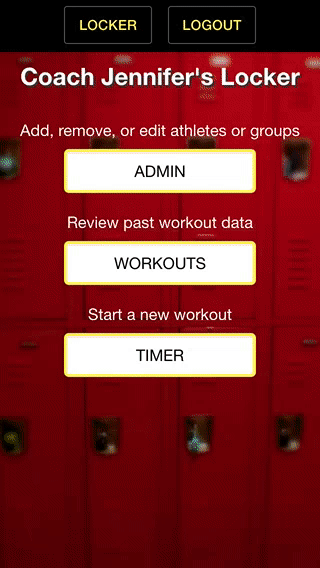 LOCKER LOGOUT
Coach Jennifer's Locker
Add, remove, or edit athletes or groups
ADMIN
Review past workout data
WORKOUTS
Start a new workout
TIMER